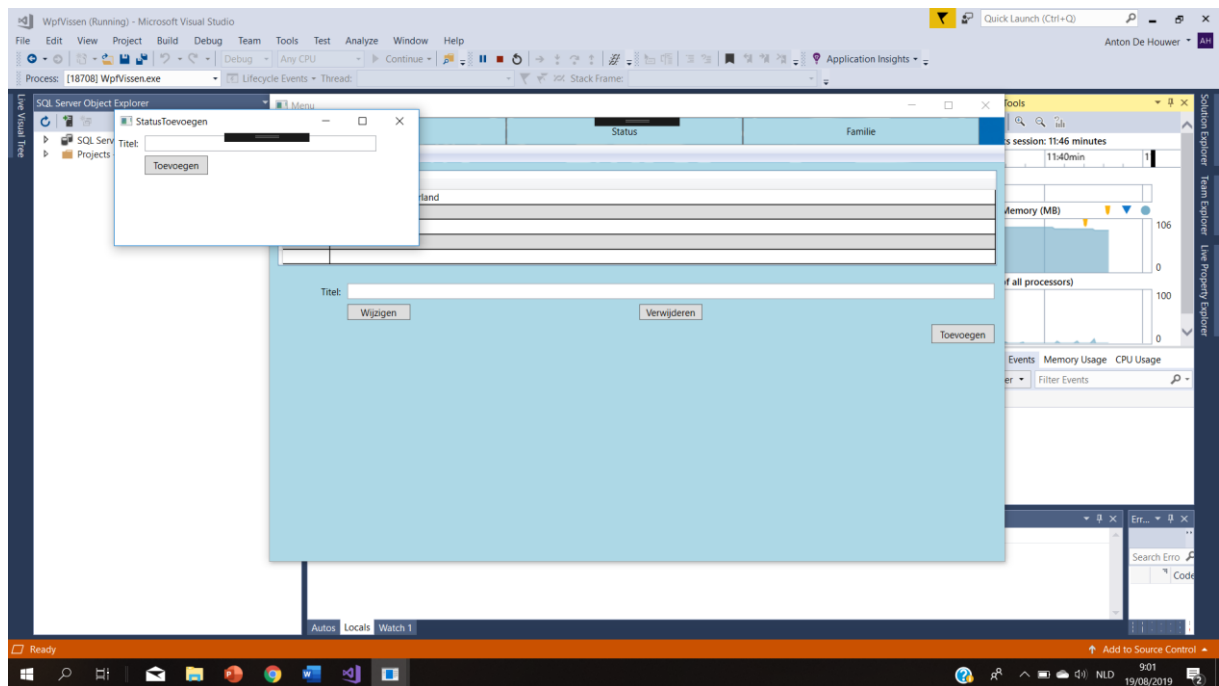 WpfVissen (Running) - Microsoft Visual Studio
Quick Launch (Ctrl+Q)
File Edit View Project Build Debug Team Tools Test Analyze Window Help
Anton De Houwer AH
Debug Any CPU Continue Application Insights
Process: [18708] WpfVissen.exe Lifecycle Events Thread: Stack Frame:
Live Visual Tree
SQL Server Object Explorer
SQL Serv
Projects
StatusToevoegen
Titel:
Toevoegen
Menu
Status Familie
rland
Titel:
Wijzigen Verwijderen
Toevoegen
Tools
s session: 11:46 minutes
11:40min
Memory (MB)
106
0
of all processors)
100
0
Events Memory Usage CPU Usage
er Filter Events
Solution Explorer
Team Explorer
Live Property Explorer
Err...
Search Erro
Code
Autos Locals Watch 1
Ready
Add to Source Control
NLD
9:01
19/08/2019